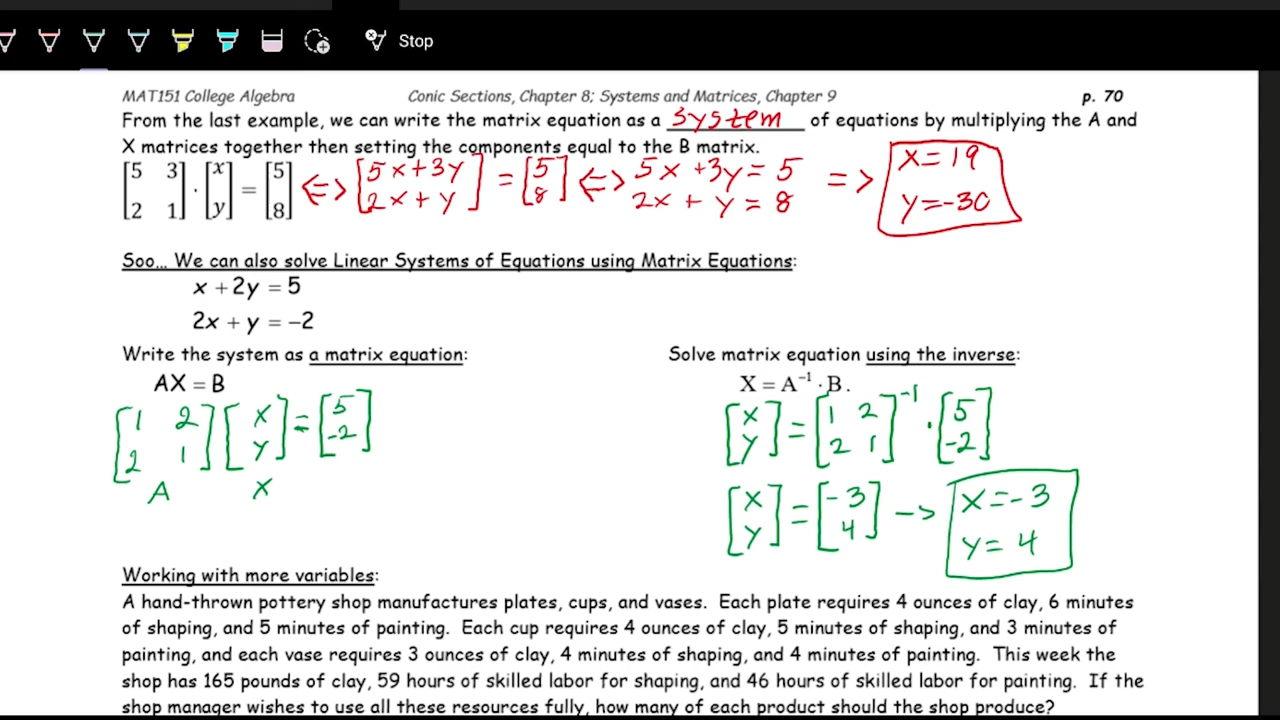 Stop
MAT151 College Algebra Conic Sections, Chapter 8; Systems and Matrices, Chapter 9 p. 70
From the last example, we can write the matrix equation as a system of equations by multiplying the A and
X matrices together then setting the components equal to the B matrix.
[5 3; 2 1] · [x; y] = [5; 8] <=> [5x+3y; 2x+y] = [5; 8] <=> 5x+3y=5 => x=19
2x+y=8 y=-30
Soo... We can also solve Linear Systems of Equations using Matrix Equations:
x + 2y = 5
2x + y = −2
Write the system as a matrix equation: Solve matrix equation using the inverse:
AX = B X = A⁻¹ · B.
[1 2; 2 1] [x; y] = [5; -2] [x; y] = [1 2; 2 1]⁻¹ · [5; -2]
A X [x; y] = [-3; 4] -> x=-3
y=4
Working with more variables:
A hand-thrown pottery shop manufactures plates, cups, and vases. Each plate requires 4 ounces of clay, 6 minutes
of shaping, and 5 minutes of painting. Each cup requires 4 ounces of clay, 5 minutes of shaping, and 3 minutes of
painting, and each vase requires 3 ounces of clay, 4 minutes of shaping, and 4 minutes of painting. This week the
shop has 165 pounds of clay, 59 hours of skilled labor for shaping, and 46 hours of skilled labor for painting. If the
shop manager wishes to use all these resources fully, how many of each product should the shop produce?